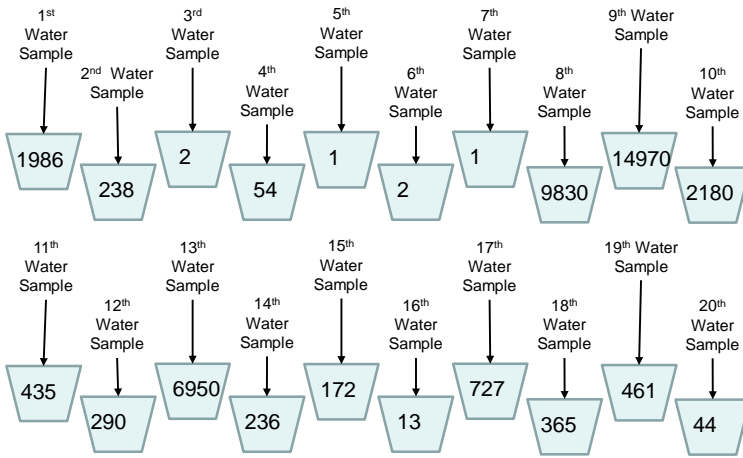 1st
Water
Sample
2nd Water
Sample
3rd
Water
Sample
4th
Water
Sample
5th
Water
Sample
6th
Water
Sample
7th
Water
Sample
8th
Water
Sample
9th Water
Sample
10th
Water
Sample
1986
238
2
54
1
2
1
9830
14970
2180
11th
Water
Sample
12th
Water
Sample
13th
Water
Sample
14th
Water
Sample
15th
Water
Sample
16th
Water
Sample
17th
Water
Sample
18th
Water
Sample
19th Water
Sample
20th
Water
Sample
435
290
6950
236
172
13
727
365
461
44